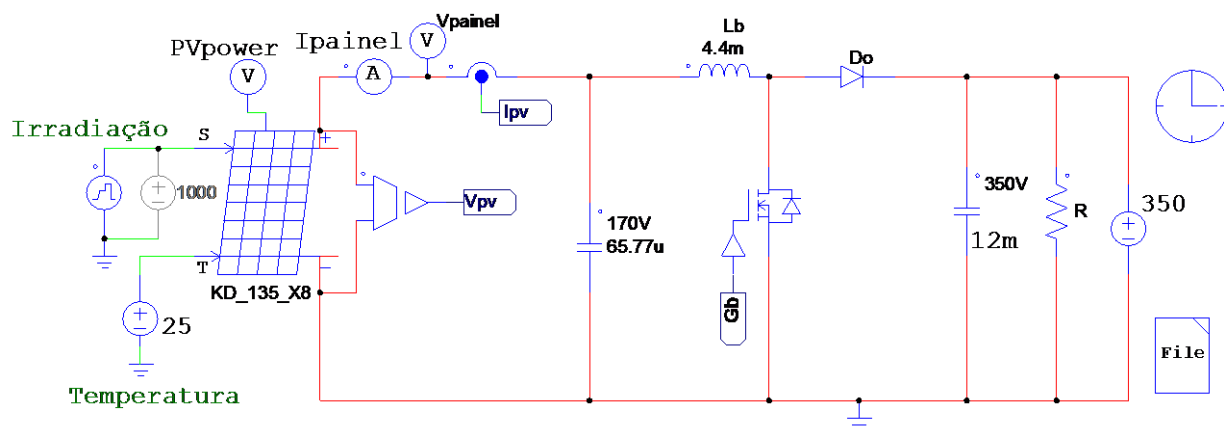 PVpower
Ipainel
Vpainel
V
V
A
Lb
4.4m
Do
Ipv
Irradiação
S
+
1000
Vpv
170V
65.77u
350V
12m
R
350
T
KD_135_X8
25
Gb
File
Temperatura